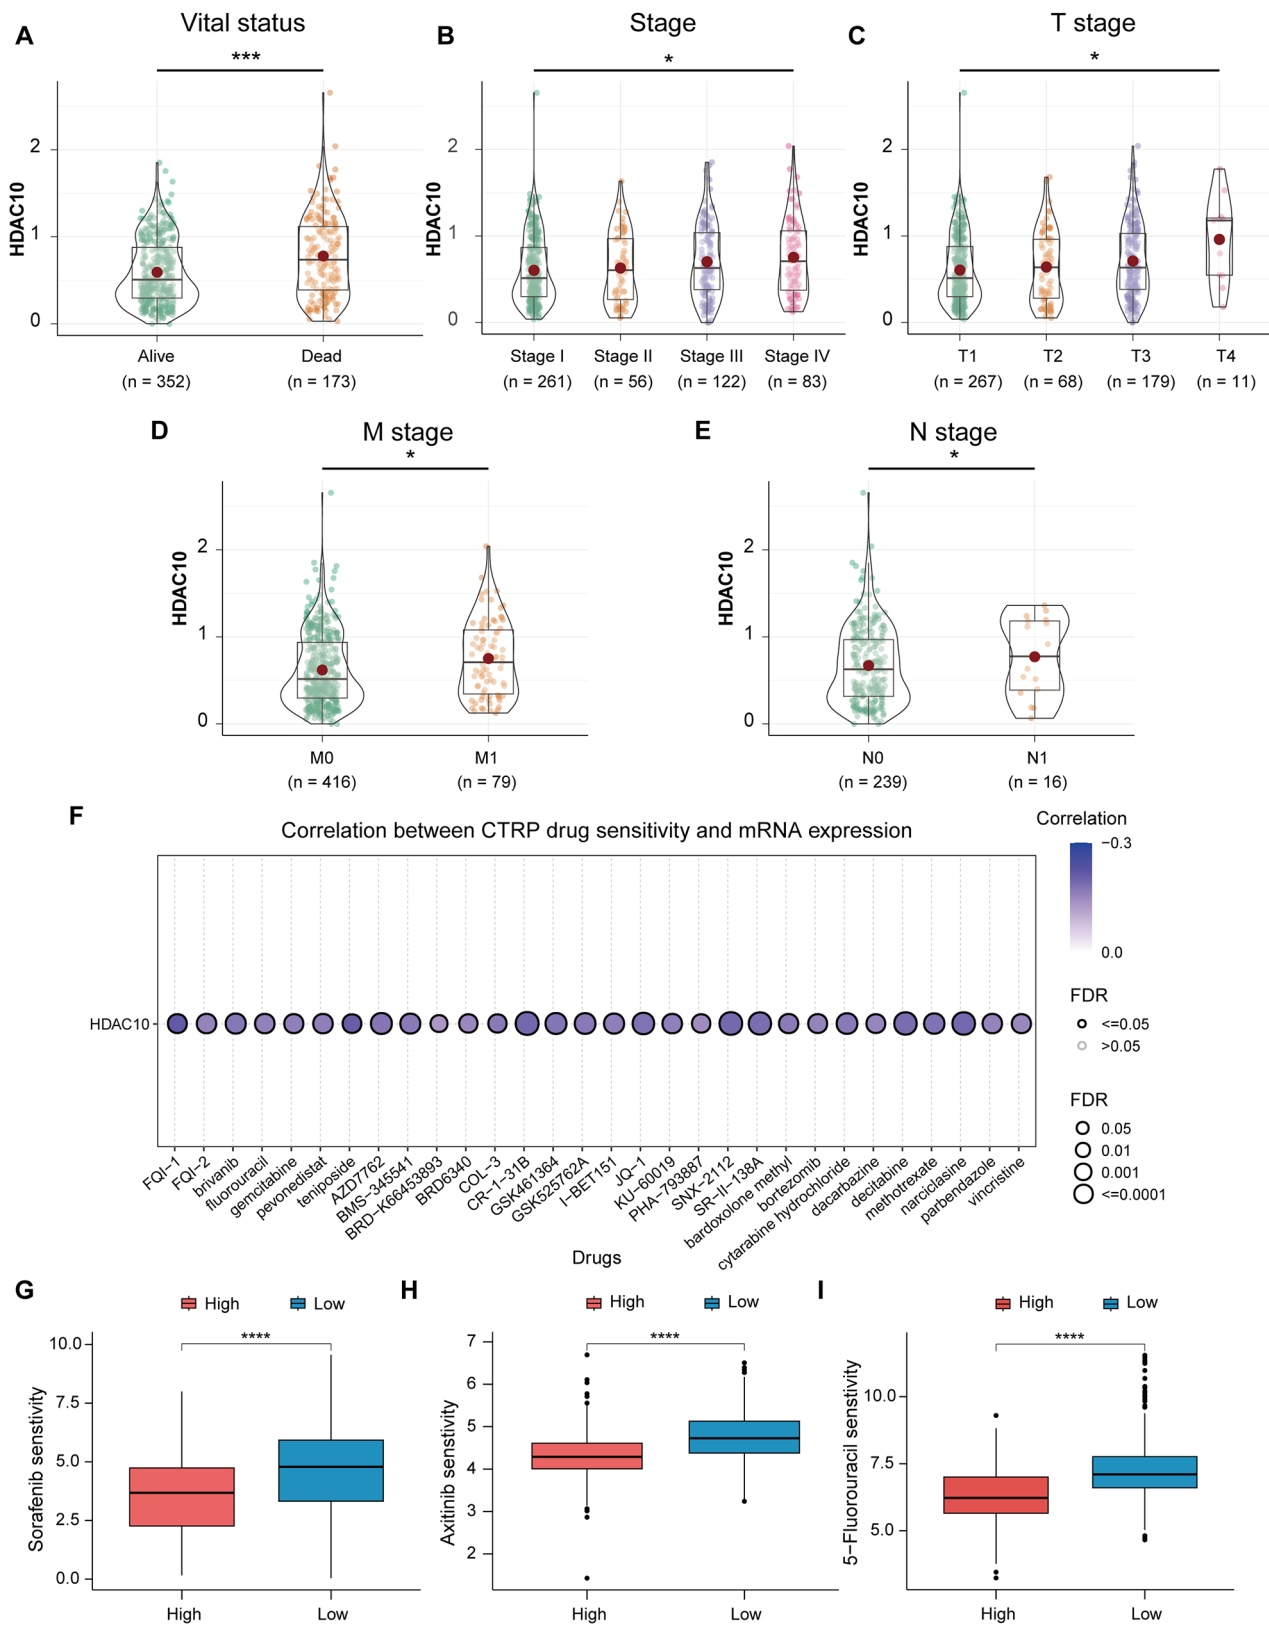 A
Vital status
***
HDAC10
2
1
0
Alive
Dead
(n = 352)
(n = 173)
B
Stage
*
HDAC10
2
1
0
Stage I
Stage II
Stage III
Stage IV
(n = 261)
(n = 56)
(n = 122)
(n = 83)
C
T stage
*
HDAC10
2
1
0
T1
T2
T3
T4
(n = 267)
(n = 68)
(n = 179)
(n = 11)
D
M stage
*
HDAC10
2
1
0
M0
M1
(n = 416)
(n = 79)
E
N stage
*
HDAC10
2
1
0
N0
N1
(n = 239)
(n = 16)
F
Correlation between CTRP drug sensitivity and mRNA expression
HDAC10
FQI−1
FQI−2
brivanib
fluorouracil
gemcitabine
pevonedistat
teniposide
AZD7762
BMS−345541
BRD−K66453893
BRD6340
COL−3
CR−1−31B
GSK461364
GSK525762A
I−BET151
JQ−1
KU−60019
PHA−793887
SNX−2112
SR−II−138A
bardoxolone methyl
bortezomib
cytarabine hydrochloride
dacarbazine
decitabine
methotrexate
narciclasine
parbendazole
vincristine
Drugs
Correlation
−0.3
0.0
FDR
<=0.05
>0.05
FDR
0.05
0.01
0.001
<=0.0001
G
High
Low
****
Sorafenib senstivity
10.0
7.5
5.0
2.5
0.0
High
Low
H
High
Low
****
Axitinib senstivity
7
6
5
4
3
2
High
Low
I
High
Low
****
5−Fluorouracil senstivity
10.0
7.5
5.0
High
Low